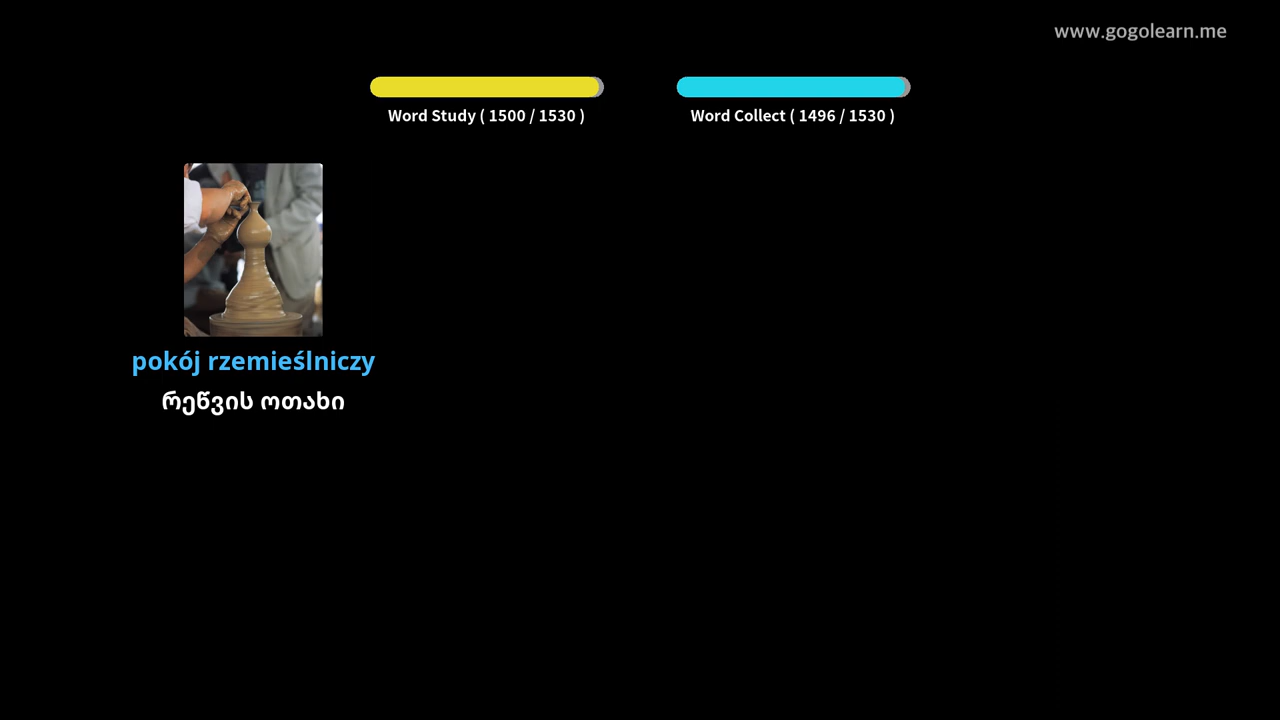 www.gogolearn.me
Word Study ( 1500 / 1530 )
Word Collect ( 1496 / 1530 )
pokój rzemieślniczy
რეწვის ოთახი